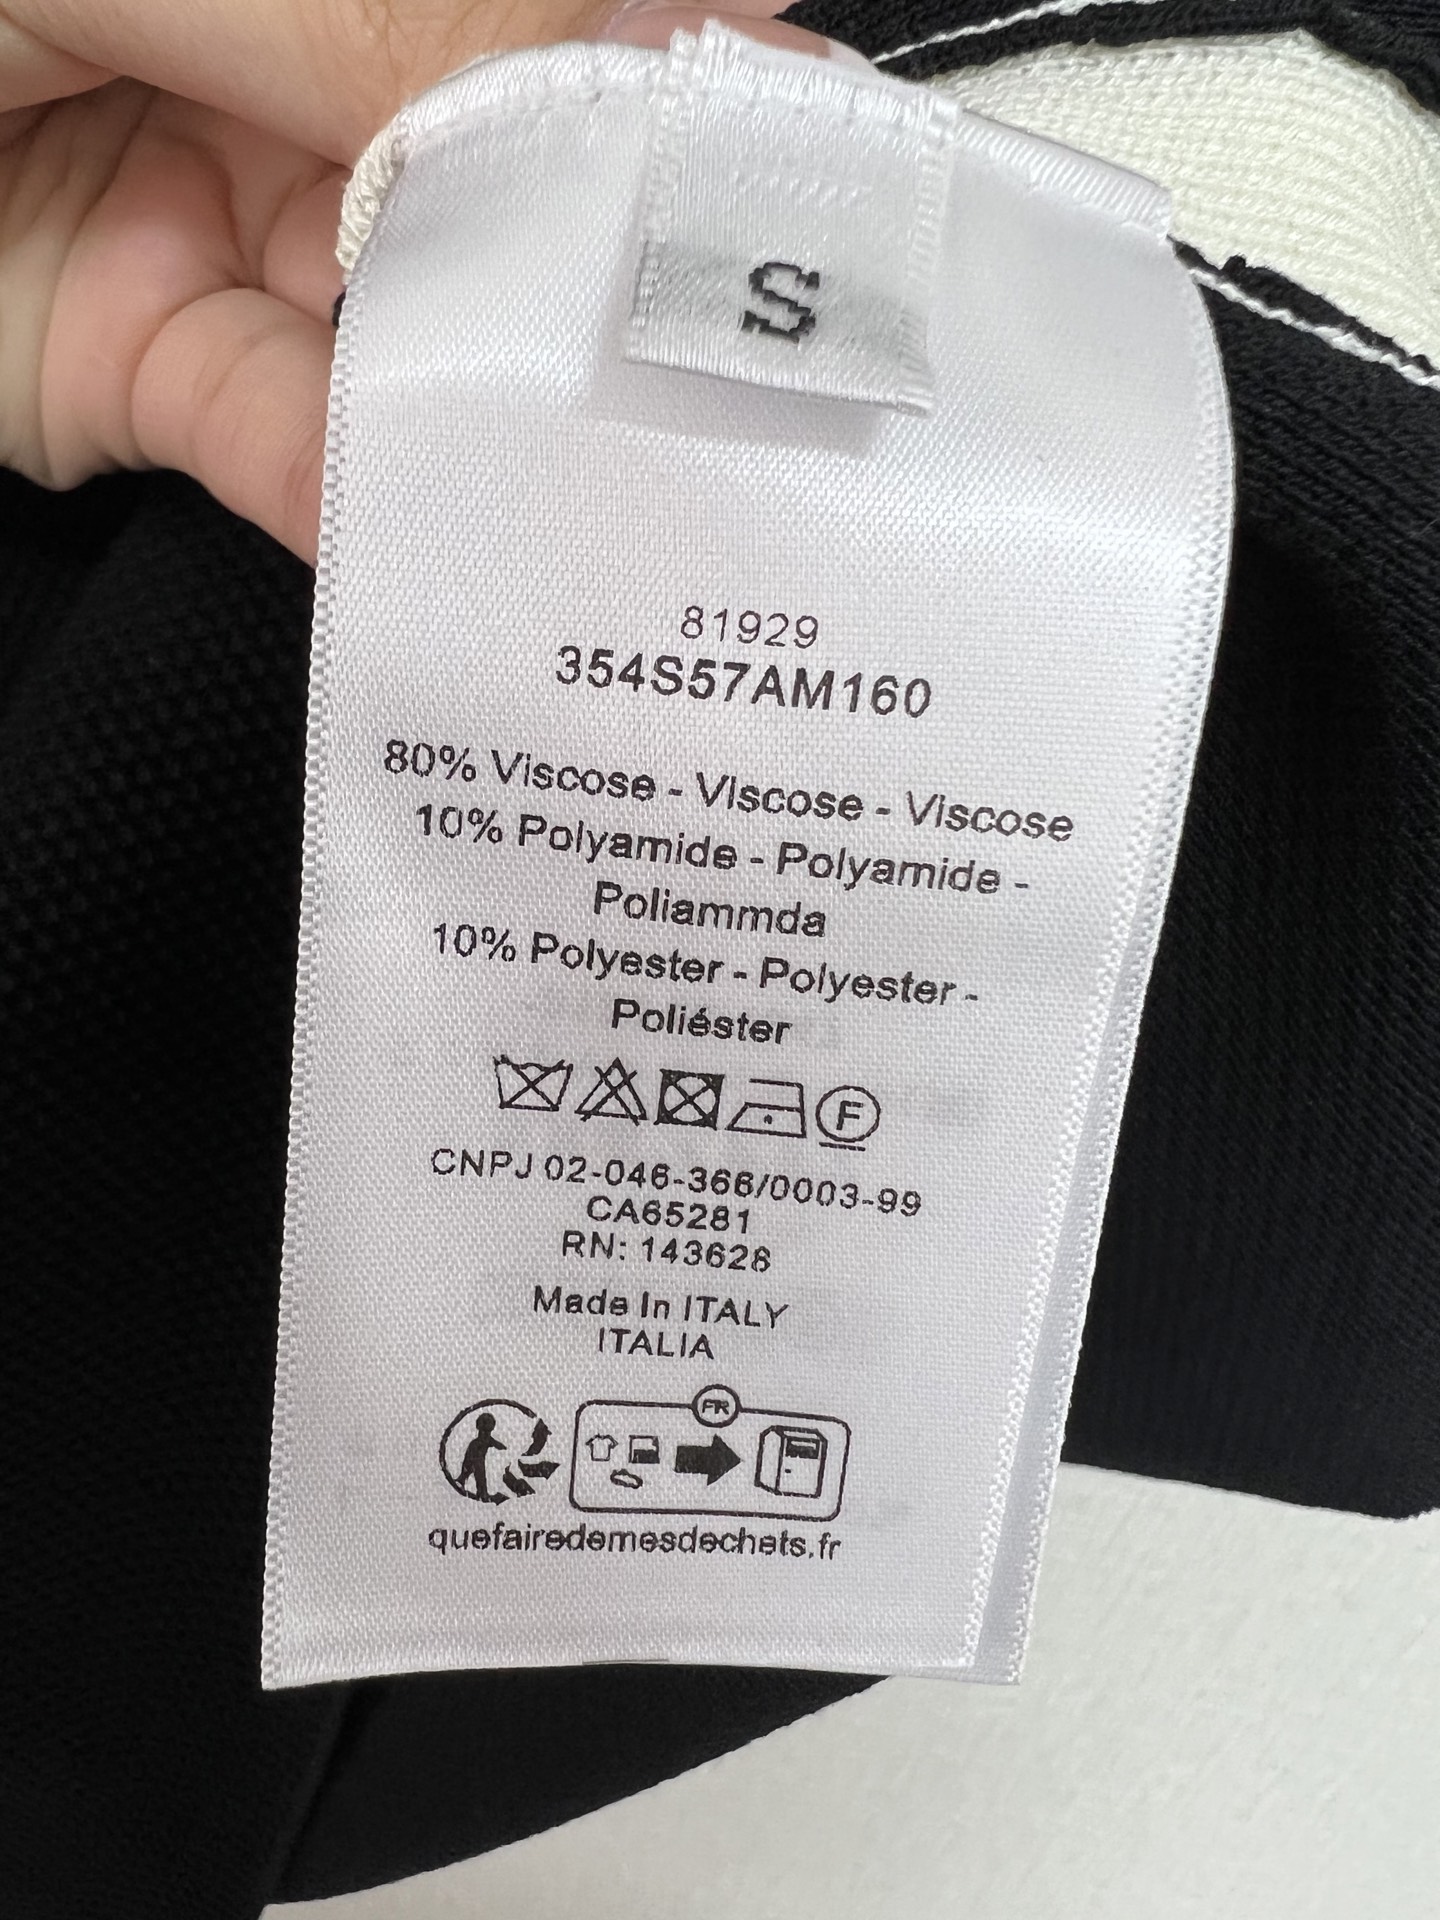 S
81929
354S57AM160
80% Viscose - Viscose - Viscose
10% Polyamide - Polyamide -
Poliammda
10% Polyester - Polyester -
Poliéster
F
CNPJ 02-046-366/0003-99
CA65281
RN: 143628
Made In ITALY
ITALIA
FR
quefairedemesdechets.fr